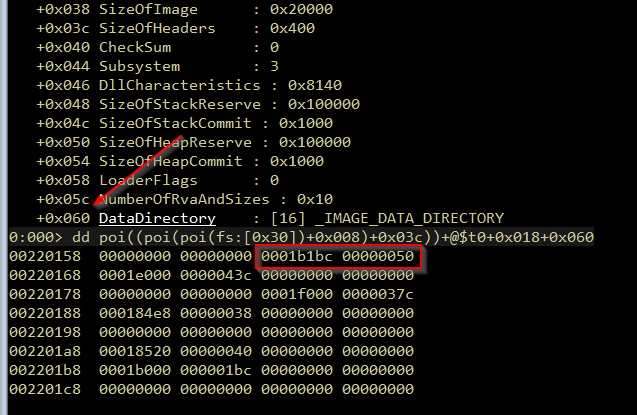 +0x038 SizeOfImage : 0x20000
+0x03c SizeOfHeaders : 0x400
+0x040 CheckSum : 0
+0x044 Subsystem : 3
+0x046 DllCharacteristics : 0x8140
+0x048 SizeOfStackReserve : 0x100000
+0x04c SizeOfStackCommit : 0x1000
+0x050 SizeOfHeapReserve : 0x100000
+0x054 SizeOfHeapCommit : 0x1000
+0x058 LoaderFlags : 0
+0x05c NumberOfRvaAndSizes : 0x10
+0x060 DataDirectory : [16] _IMAGE_DATA_DIRECTORY
0:000> dd poi((poi(poi(fs:[0x30])+0x008)+0x03c))+@$t0+0x018+0x060
00220158 00000000 00000000 0001b1bc 00000050
00220168 0001e000 0000043c 00000000 00000000
00220178 00000000 00000000 0001f000 0000037c
00220188 000184e8 00000038 00000000 00000000
00220198 00000000 00000000 00000000 00000000
002201a8 00018520 00000040 00000000 00000000
002201b8 0001b000 000001bc 00000000 00000000
002201c8 00000000 00000000 00000000 00000000